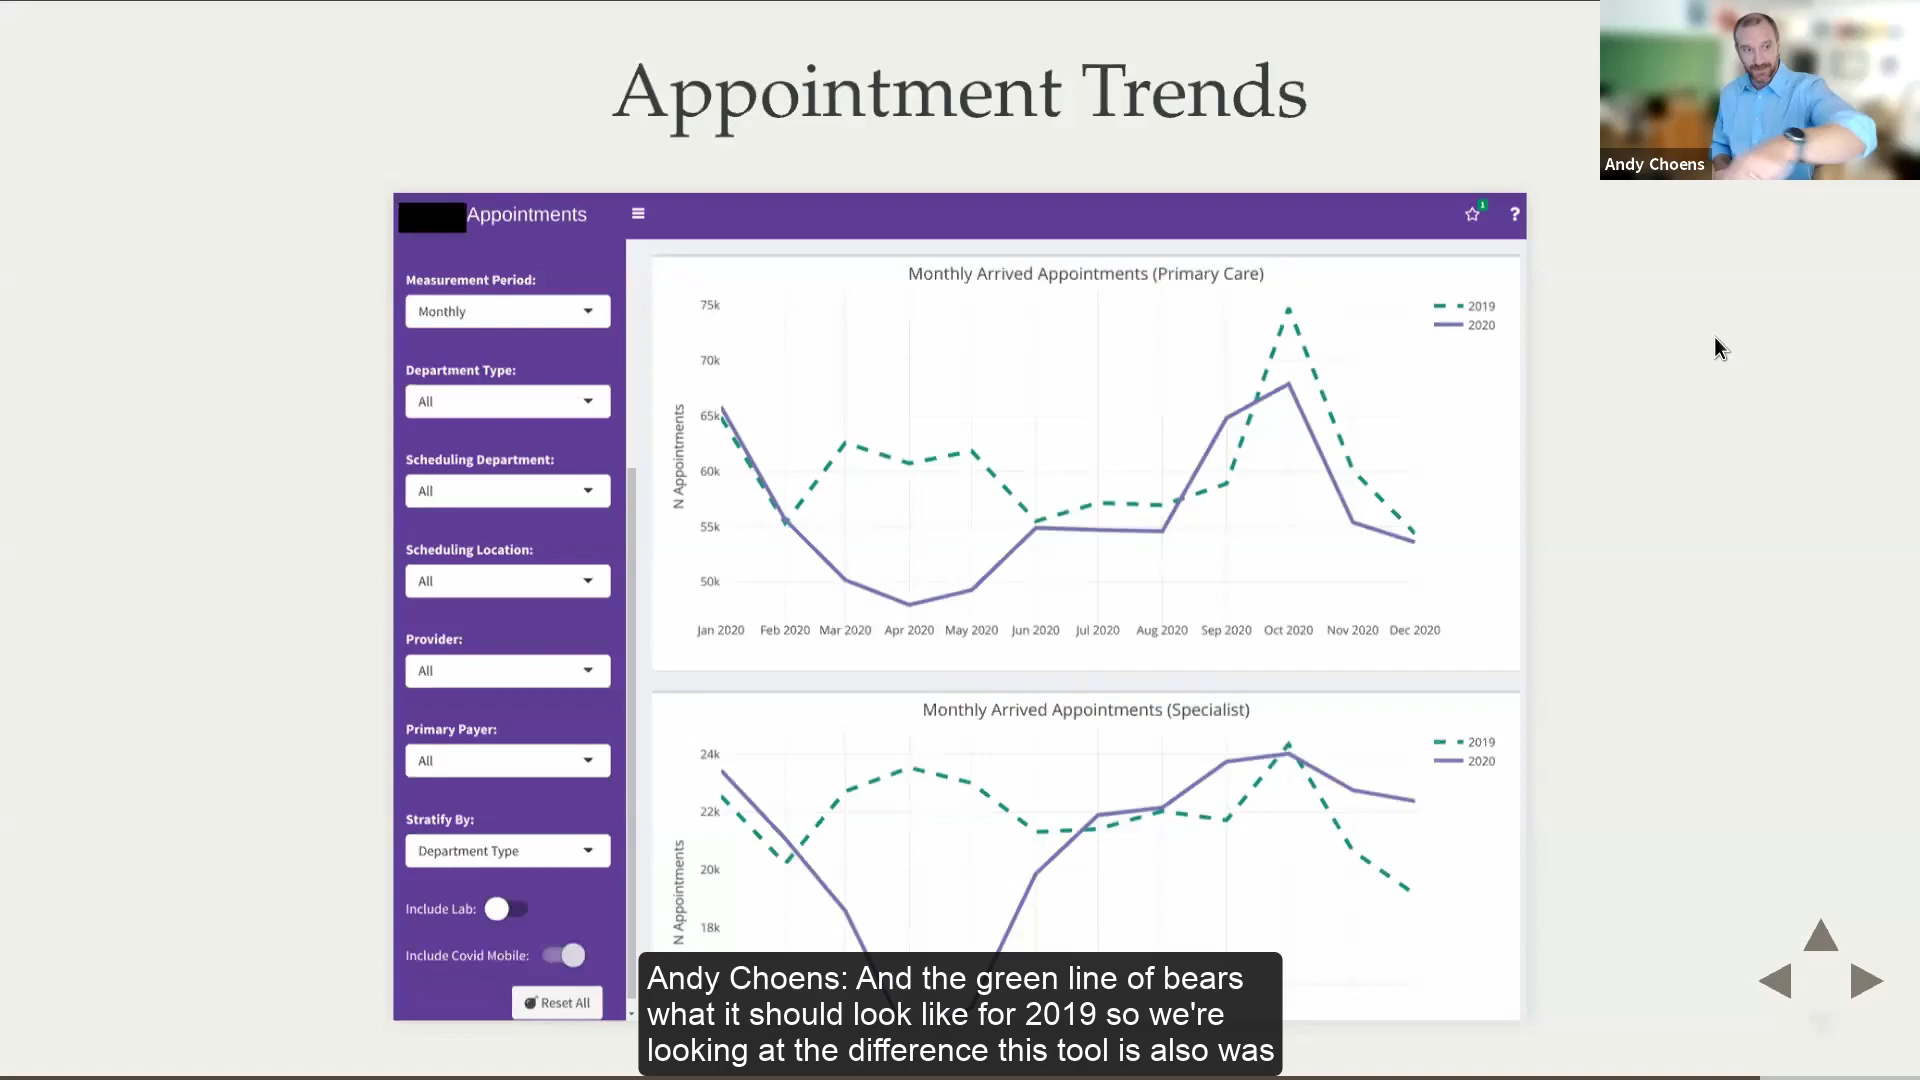 Appointment Trends
Andy Choens
Appointments
1
?
Measurement Period:
Monthly
Department Type:
All
Scheduling Department:
All
Scheduling Location:
All
Provider:
All
Primary Payer:
All
Stratify By:
Department Type
Include Lab:
Include Covid Mobile:
Reset All
Monthly Arrived Appointments (Primary Care)
75k
70k
65k
60k
55k
50k
N Appointments
2019
2020
Jan 2020 Feb 2020 Mar 2020 Apr 2020 May 2020 Jun 2020 Jul 2020 Aug 2020 Sep 2020 Oct 2020 Nov 2020 Dec 2020
Monthly Arrived Appointments (Specialist)
24k
22k
20k
18k
N Appointments
2019
2020
Andy Choens: And the green line of bears
what it should look like for 2019 so we're
looking at the difference this tool is also was